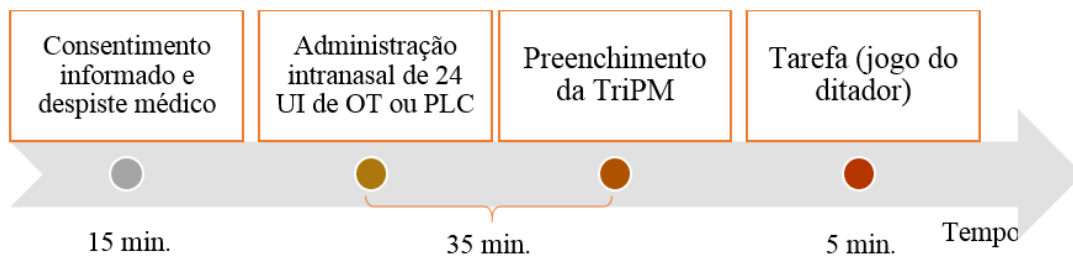 Consentimento
informado e
despiste médico
Administração
intranasal de 24
UI de OT ou PLC
Preenchimento
da TriPM
Tarefa (jogo do
ditador)
15 min.
35 min.
5 min.
Tempo